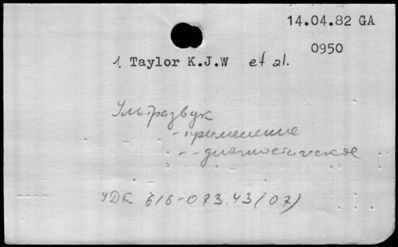 14.04.82 GA
0950
1. Taylor K.J.W et al.
Ультразвук
- применение
- - диагностическое
УДК 616-073.43(07)